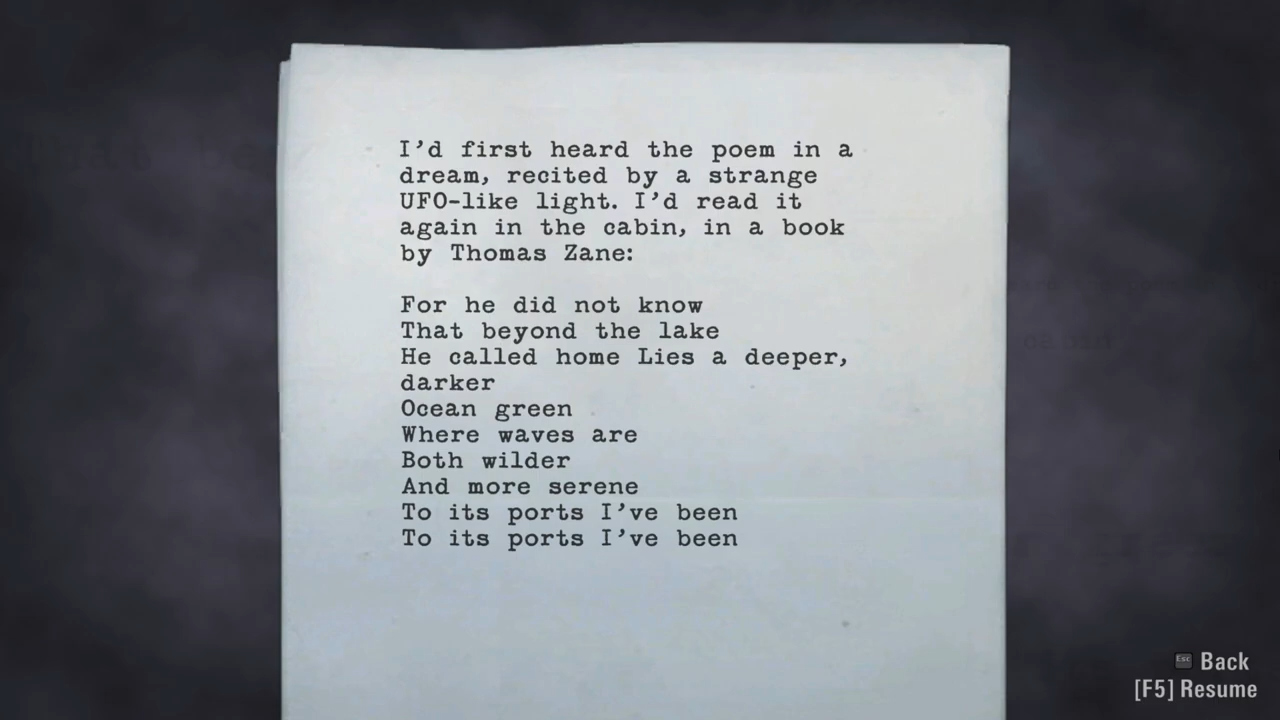 I’d first heard the poem in a
dream, recited by a strange
UFO-like light. I’d read it
again in the cabin, in a book
by Thomas Zane:
For he did not know
That beyond the lake
He called home Lies a deeper,
darker
Ocean green
Where waves are
Both wilder
And more serene
To its ports I’ve been
To its ports I’ve been
Esc Back
[F5] Resume